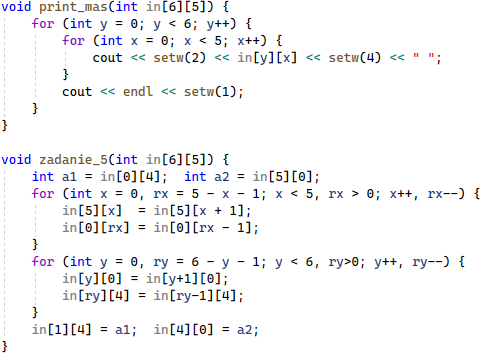 void print_mas(int in[6][5]) {
    for (int y = 0; y < 6; y++) {
        for (int x = 0; x < 5; x++) {
            cout << setw(2) << in[y][x] << setw(4) << " ";
        }
        cout << endl << setw(1);
    }
}

void zadanie_5(int in[6][5]) {
    int a1 = in[0][4];  int a2 = in[5][0];
    for (int x = 0, rx = 5 - x - 1; x < 5, rx > 0; x++, rx--) {
        in[5][x]  = in[5][x + 1];
        in[0][rx] = in[0][rx - 1];
    }
    for (int y = 0, ry = 6 - y - 1; y < 6, ry>0; y++, ry--) {
        in[y][0] = in[y+1][0];
        in[ry][4] = in[ry-1][4];
    }
    in[1][4] = a1;  in[4][0] = a2;
}